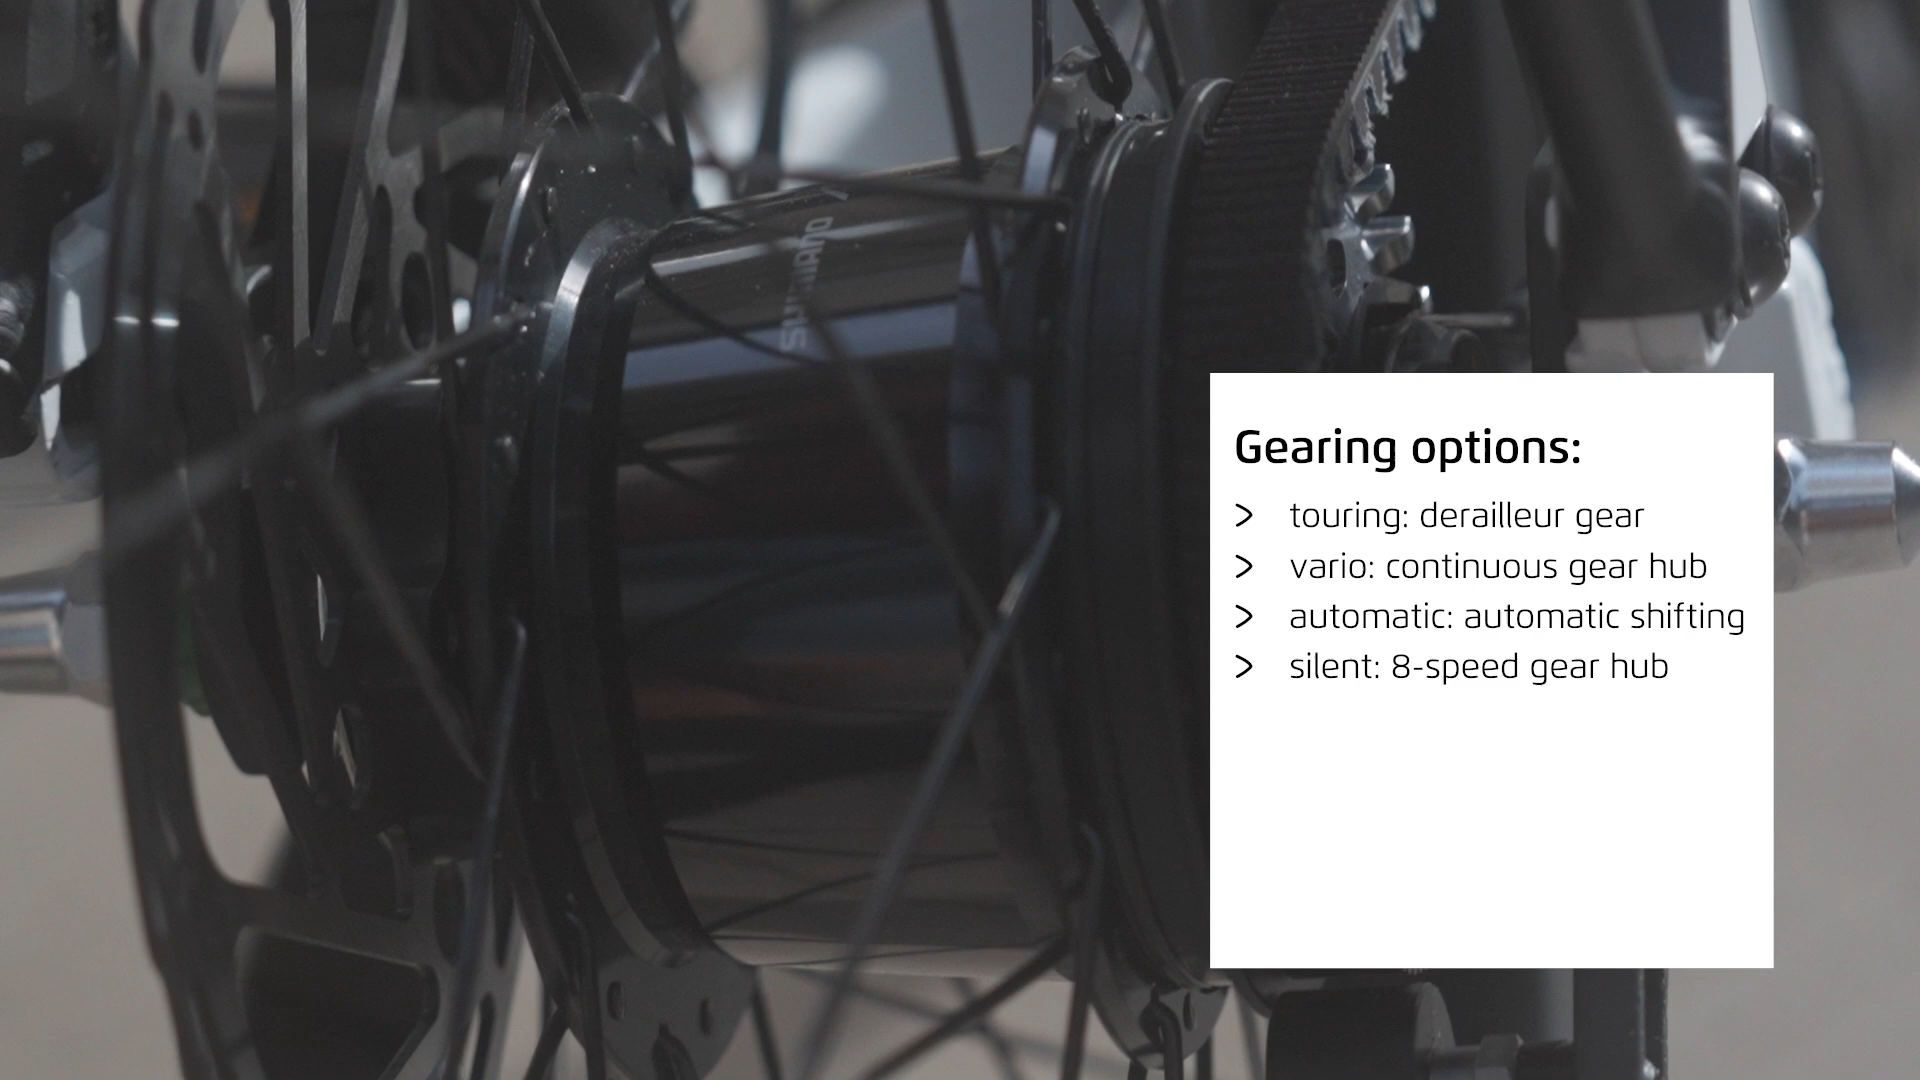 SHIMANO
Gearing options:
> touring: derailleur gear
> vario: continuous gear hub
> automatic: automatic shifting
> silent: 8-speed gear hub